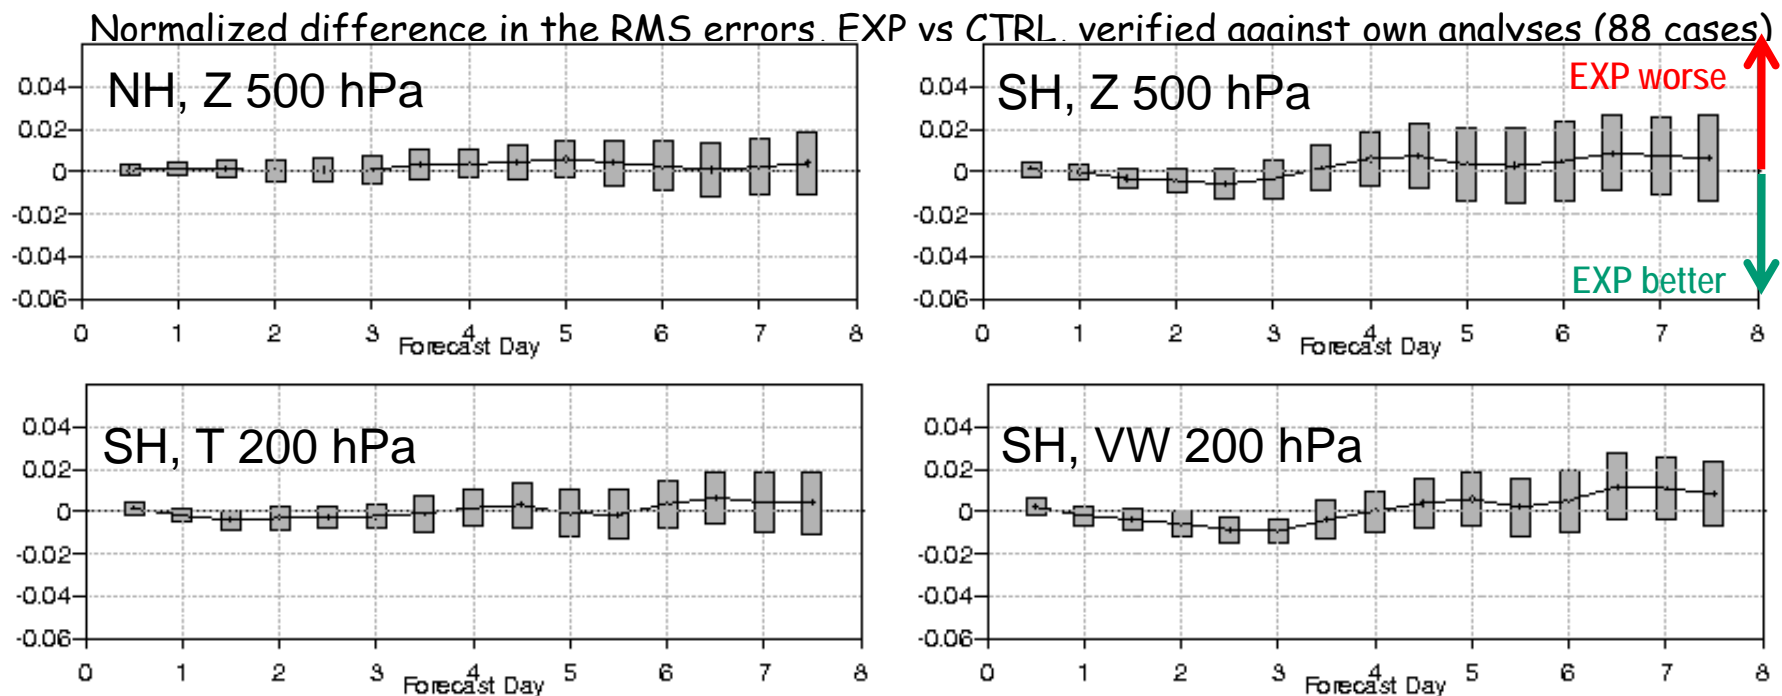 Normalized difference in the RMS errors, EXP vs CTRL, verified against own analyses (88 cases)
NH, Z 500 hPa
0.04
0.02
0
-0.02
-0.04
-0.06
0 1 2 3 4 5 6 7 8
Forecast Day
SH, Z 500 hPa
EXP worse
EXP better
0.04
0.02
0
-0.02
-0.04
-0.06
0 1 2 3 4 5 6 7 8
Forecast Day
SH, T 200 hPa
0.04
0.02
0
-0.02
-0.04
-0.06
0 1 2 3 4 5 6 7 8
Forecast Day
SH, VW 200 hPa
0.04
0.02
0
-0.02
-0.04
-0.06
0 1 2 3 4 5 6 7 8
Forecast Day